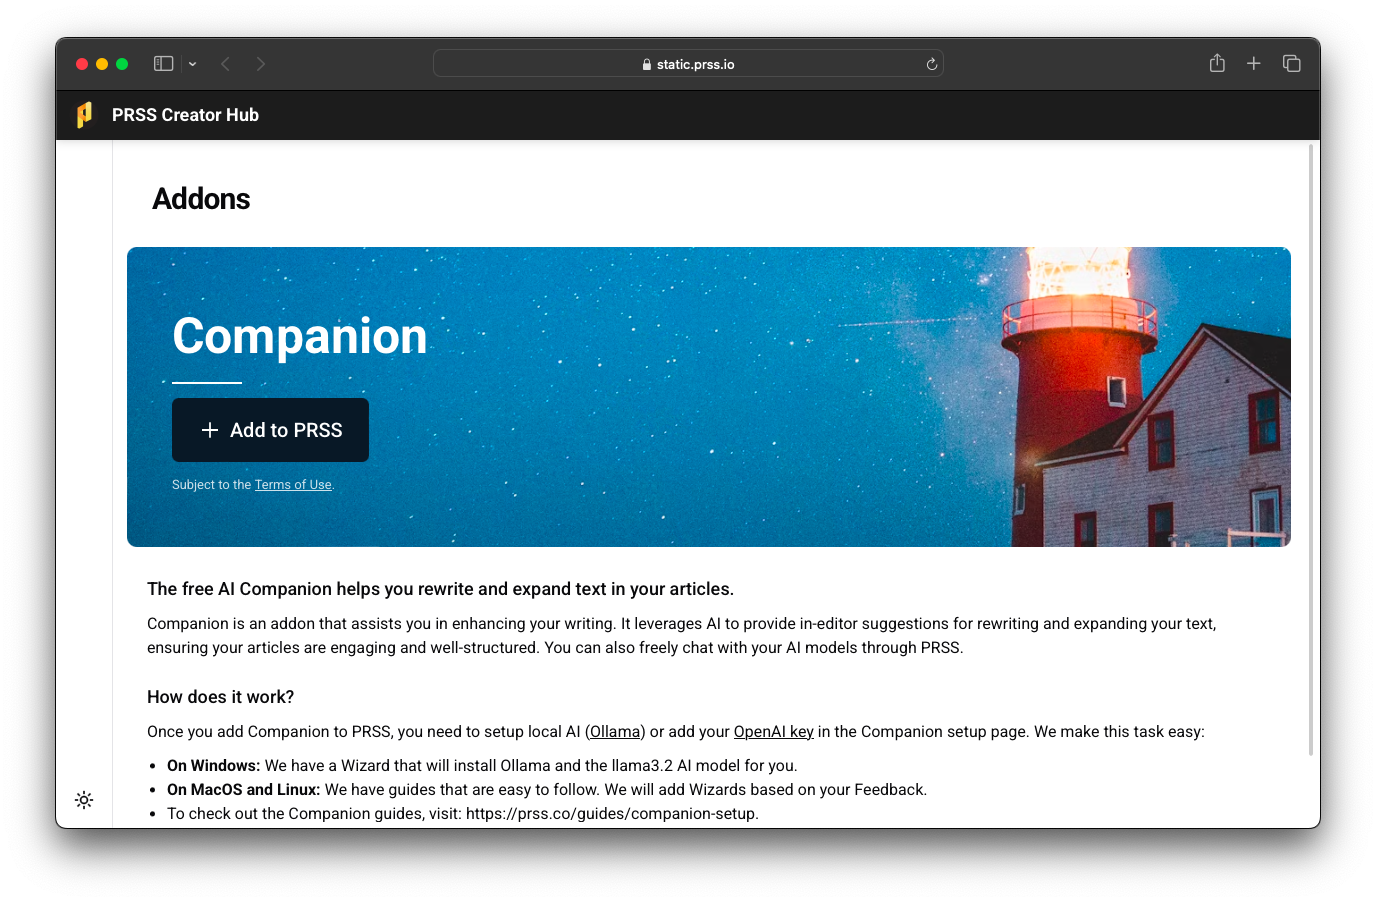 static.prss.io
PRSS Creator Hub
Addons
Companion
Add to PRSS
Subject to the Terms of Use.
The free AI Companion helps you rewrite and expand text in your articles.
Companion is an addon that assists you in enhancing your writing. It leverages AI to provide in-editor suggestions for rewriting and expanding your text,
ensuring your articles are engaging and well-structured. You can also freely chat with your AI models through PRSS.
How does it work?
Once you add Companion to PRSS, you need to setup local AI (Ollama) or add your OpenAI key in the Companion setup page. We make this task easy:
• On Windows: We have a Wizard that will install Ollama and the llama3.2 AI model for you.
• On MacOS and Linux: We have guides that are easy to follow. We will add Wizards based on your Feedback.
• To check out the Companion guides, visit: https://prss.co/guides/companion-setup.